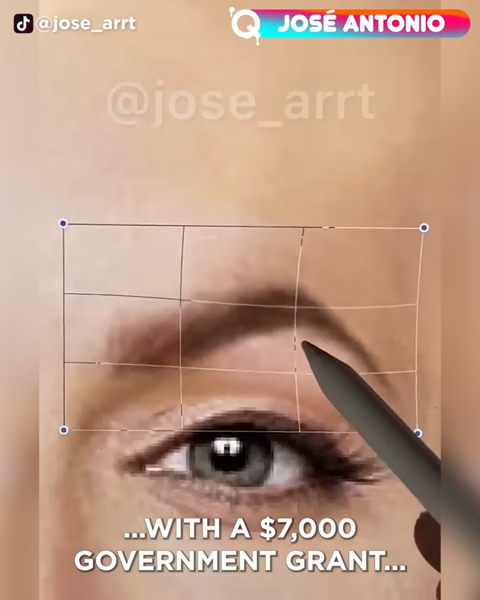 @jose_arrt
JOSÉ ANTONIO
@jose_arrt
...WITH A $7,000
GOVERNMENT GRANT...